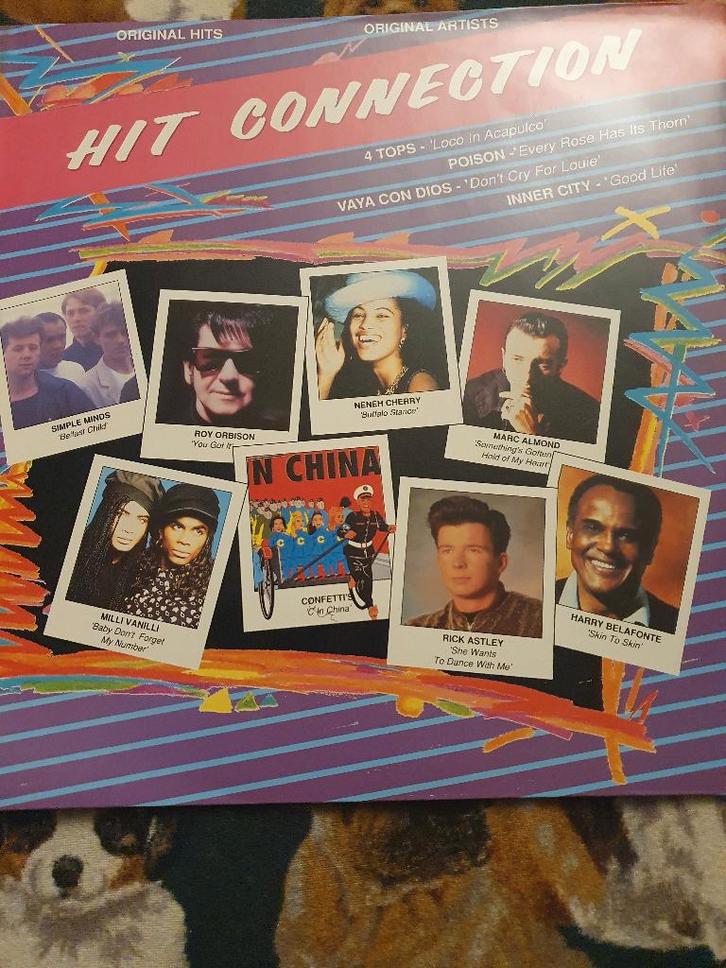 ORIGINAL HITS ORIGINAL ARTISTS
HIT CONNECTION
4 TOPS - 'Loco In Acapulco'
POISON - 'Every Rose Has Its Thorn'
VAYA CON DIOS - 'Don't Cry For Louie'
INNER CITY - 'Good Life'
SIMPLE MINDS
'Belfast Child'
ROY ORBISON
'You Got It'
NENEH CHERRY
'Buffalo Stance'
MARC ALMOND
'Something's Gotten
Hold of My Heart'
MILLI VANILLI
'Baby Don't Forget
My Number'
'N CHINA
C C C C
CONFETTI'S
'C in China'
RICK ASTLEY
'She Wants
To Dance With Me'
HARRY BELAFONTE
'Skin To Skin'